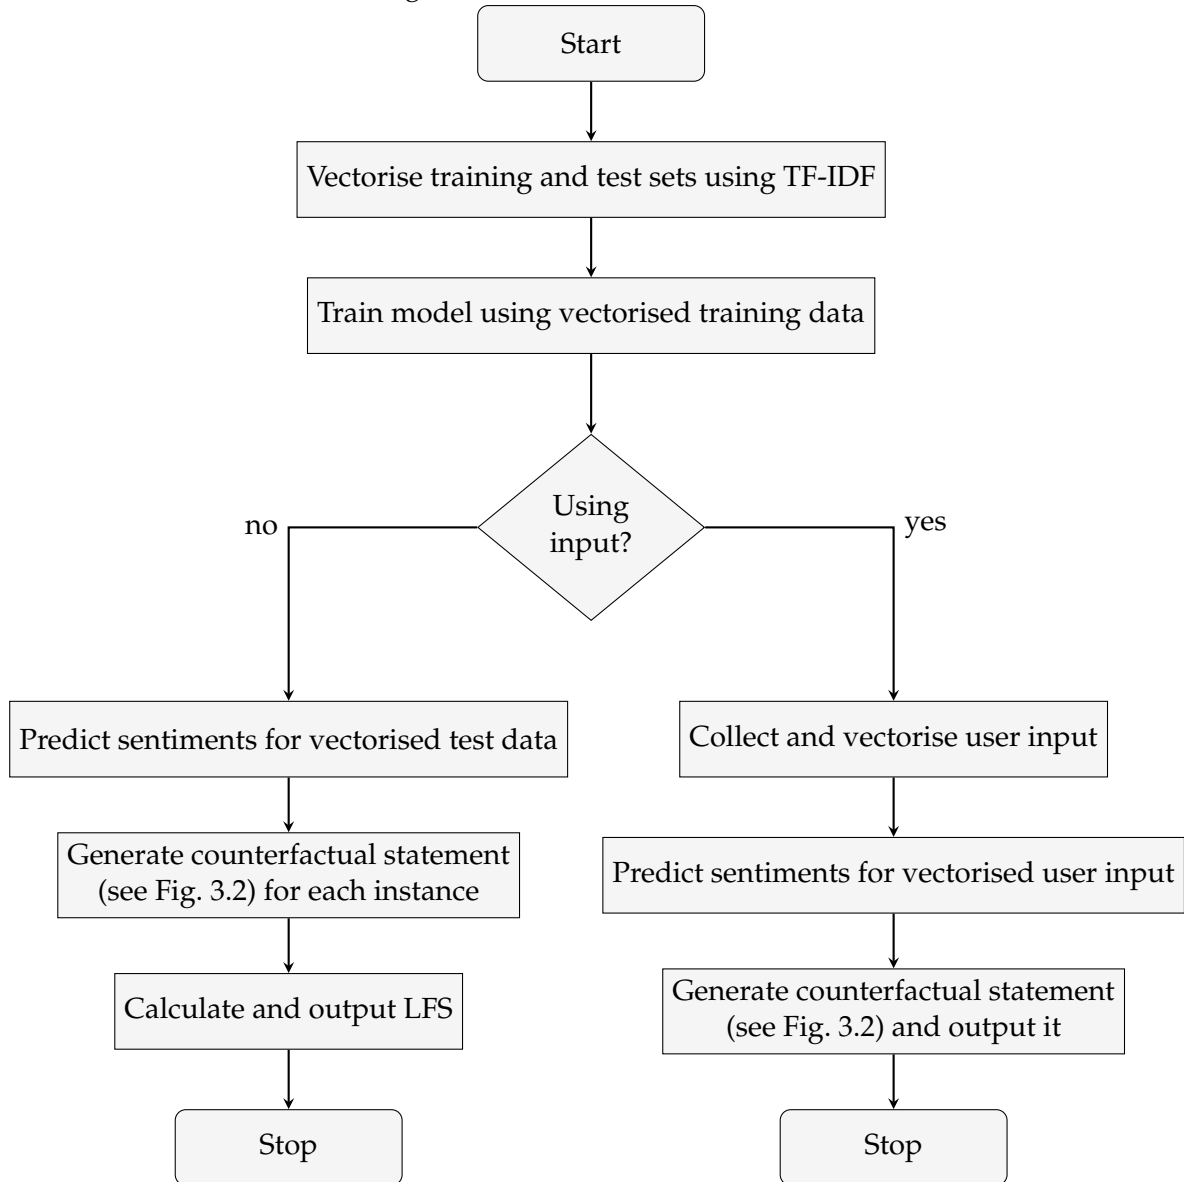 Start
Vectorise training and test sets using TF-IDF
Train model using vectorised training data
Using
input?
no
yes
Predict sentiments for vectorised test data
Generate counterfactual statement
(see Fig. 3.2) for each instance
Calculate and output LFS
Stop
Collect and vectorise user input
Predict sentiments for vectorised user input
Generate counterfactual statement
(see Fig. 3.2) and output it
Stop